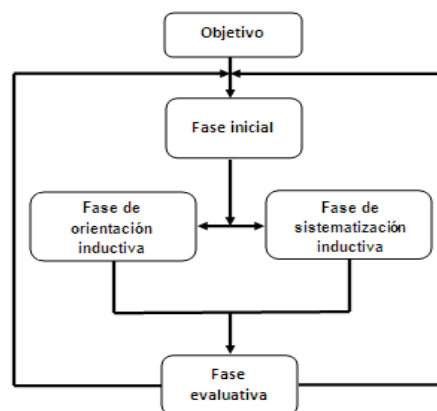 Objetivo
Fase inicial
Fase de
orientación
inductiva
Fase de
sistematización
inductiva
Fase
evaluativa